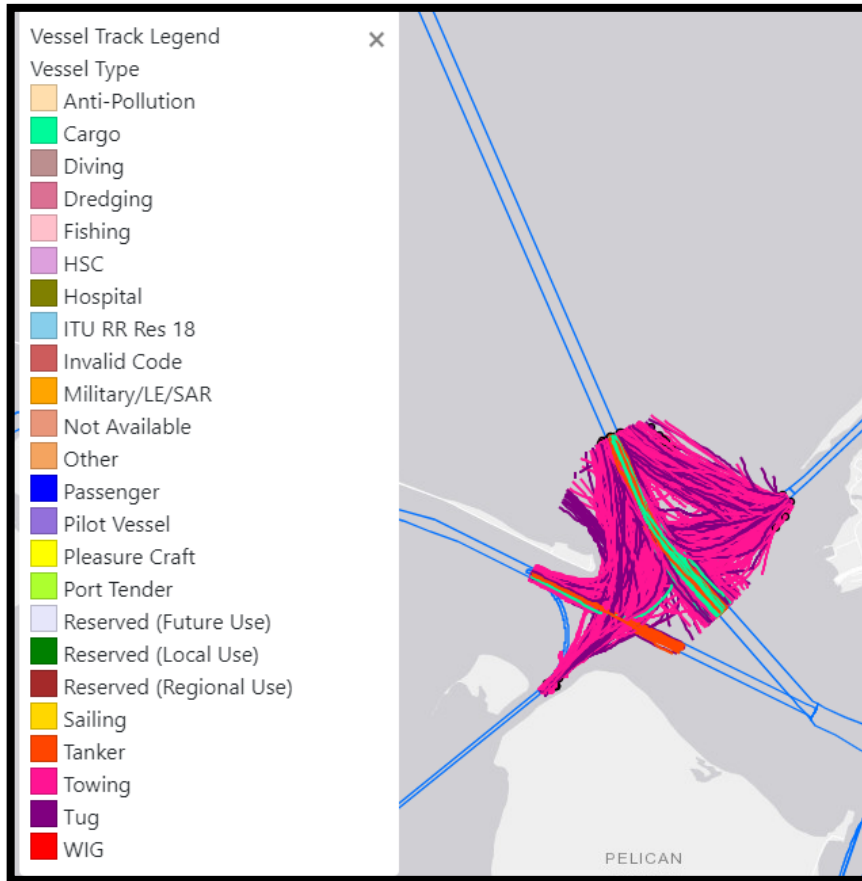 Vessel Track Legend
×
Vessel Type
Anti-Pollution
Cargo
Diving
Dredging
Fishing
HSC
Hospital
ITU RR Res 18
Invalid Code
Military/LE/SAR
Not Available
Other
Passenger
Pilot Vessel
Pleasure Craft
Port Tender
Reserved (Future Use)
Reserved (Local Use)
Reserved (Regional Use)
Sailing
Tanker
Towing
Tug
WIG
PELICAN